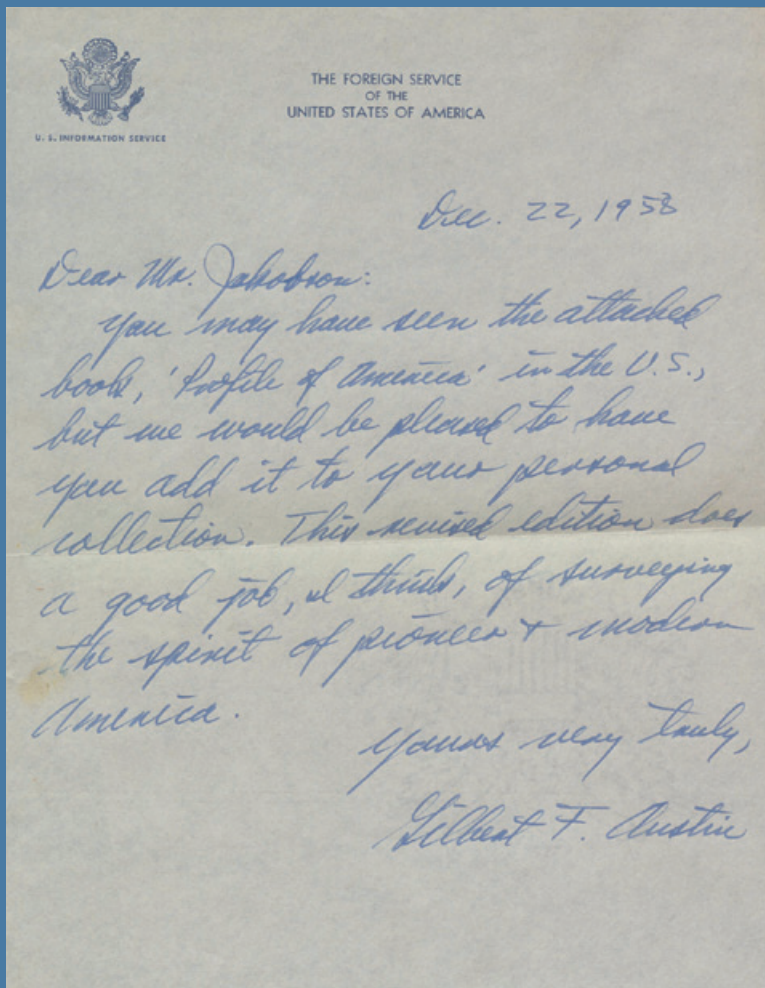 U. S. INFORMATION SERVICE
THE FOREIGN SERVICE
OF THE
UNITED STATES OF AMERICA
Dec. 22, 1958
Dear Mr. Jakobson:
You may have seen the attached
book, 'Profile of America' in the U.S.,
but we would be pleased to have
you add it to your personal
collection. This revised edition does
a good job, I think, of surveying
the spirit of pioneer + modern
America.
Yours very truly,
Gilbert F. Austin